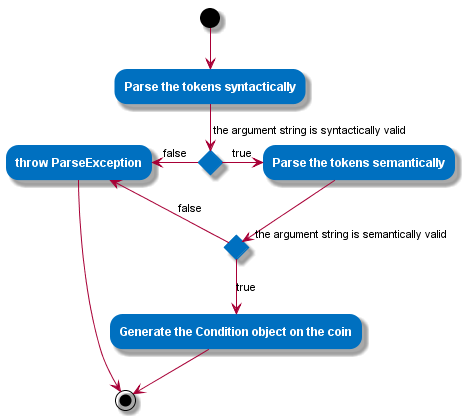 Parse the tokens syntactically
the argument string is syntactically valid
false
true
throw ParseException
Parse the tokens semantically
false
the argument string is semantically valid
true
Generate the Condition object on the coin